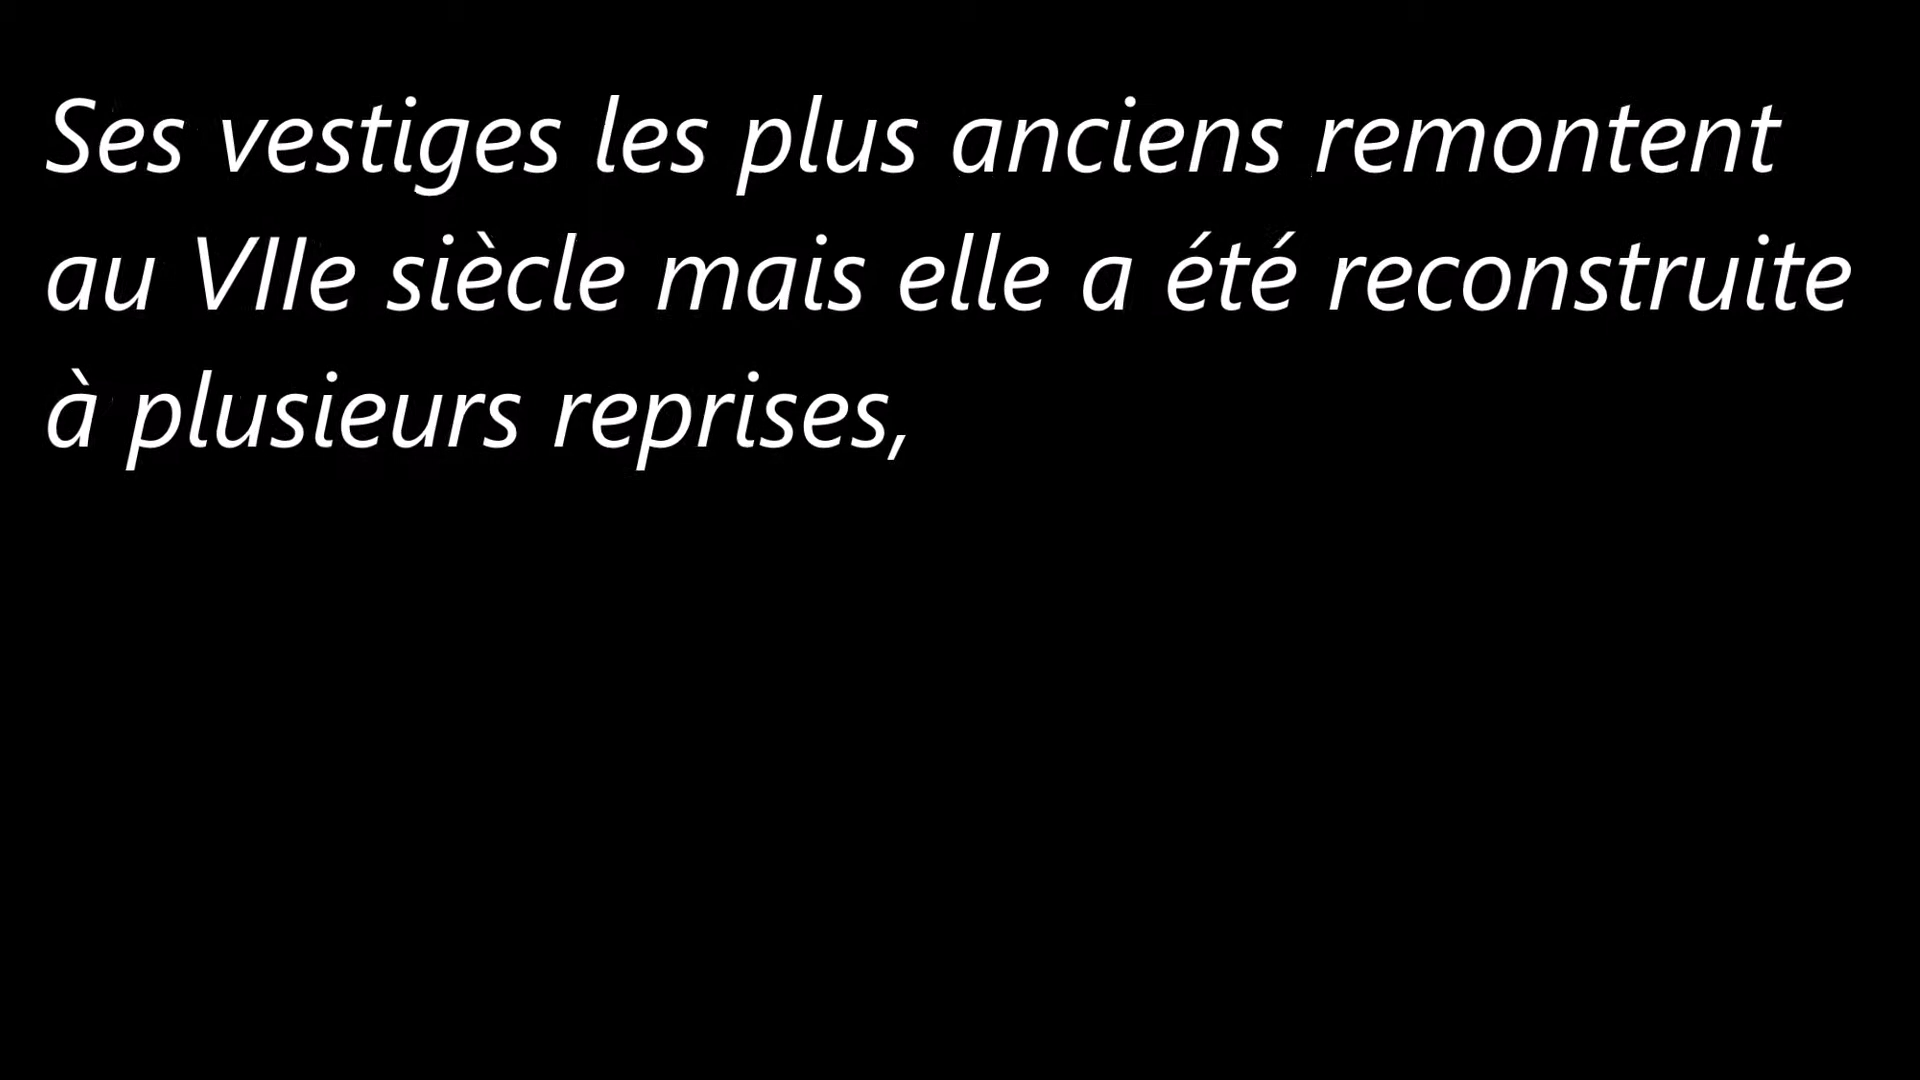 Ses vestiges les plus anciens remontent
au VIIe siècle mais elle a été reconstruite
à plusieurs reprises,